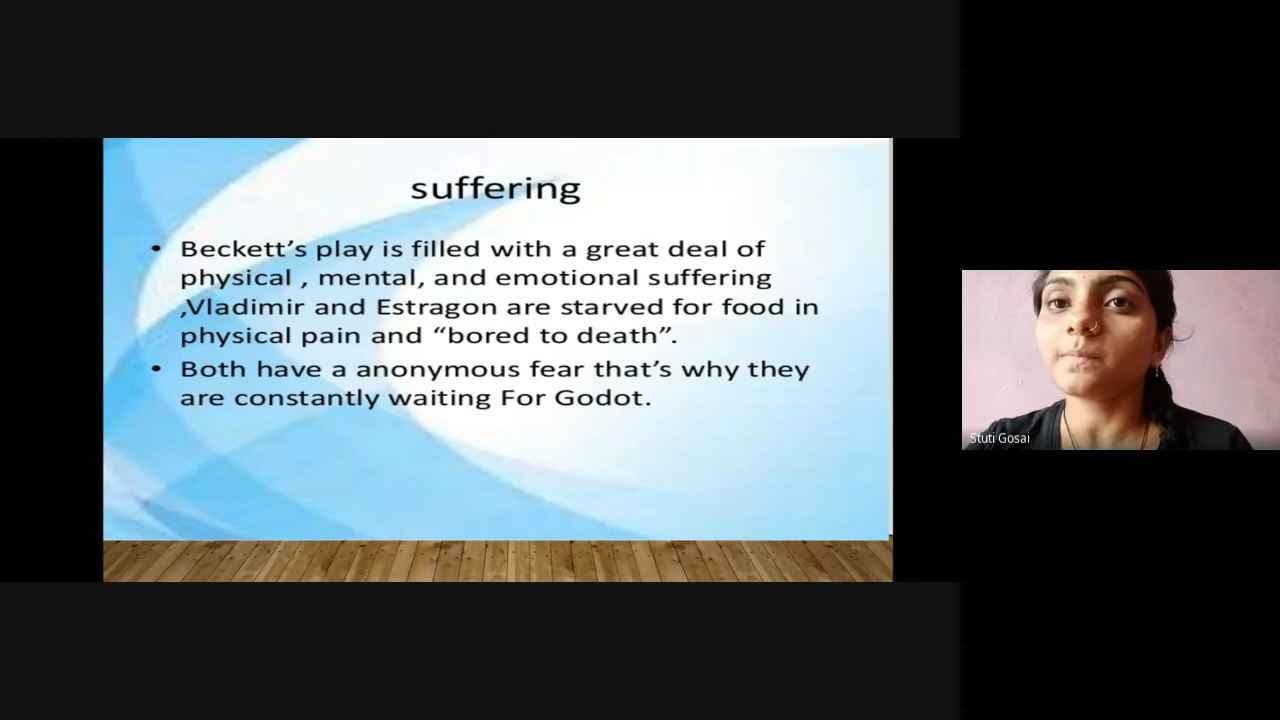 suffering
• Beckett’s play is filled with a great deal of
physical , mental, and emotional suffering
,Vladimir and Estragon are starved for food in
physical pain and “bored to death”.
• Both have a anonymous fear that’s why they
are constantly waiting For Godot.
Stuti Gosai